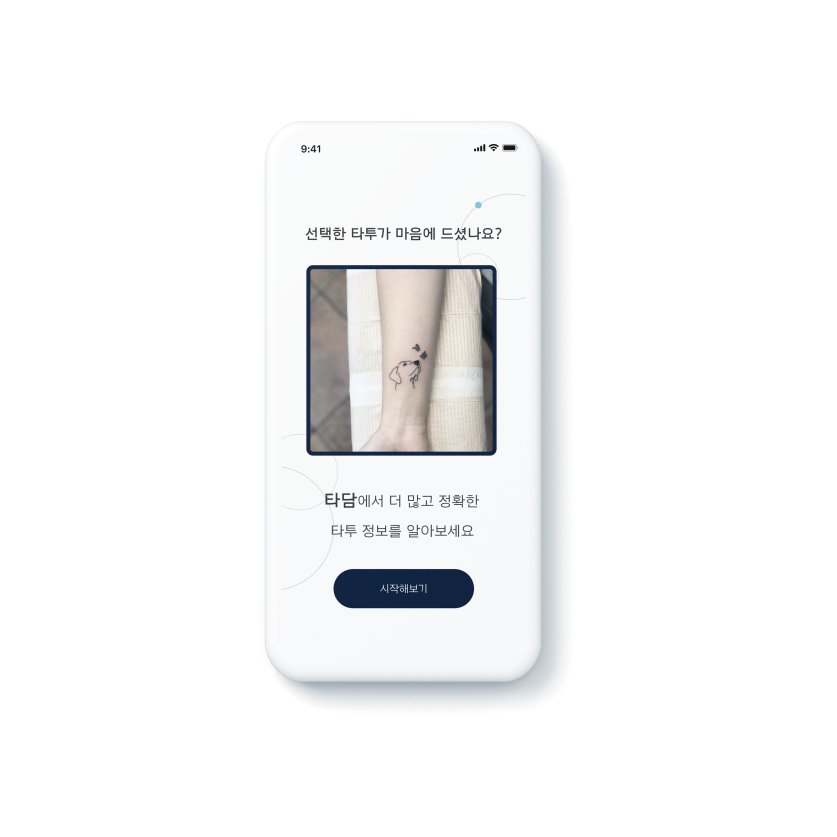 9:41
선택한 타투가 마음에 드셨나요?
타담에서 더 많고 정확한
타투 정보를 알아보세요
시작해보기